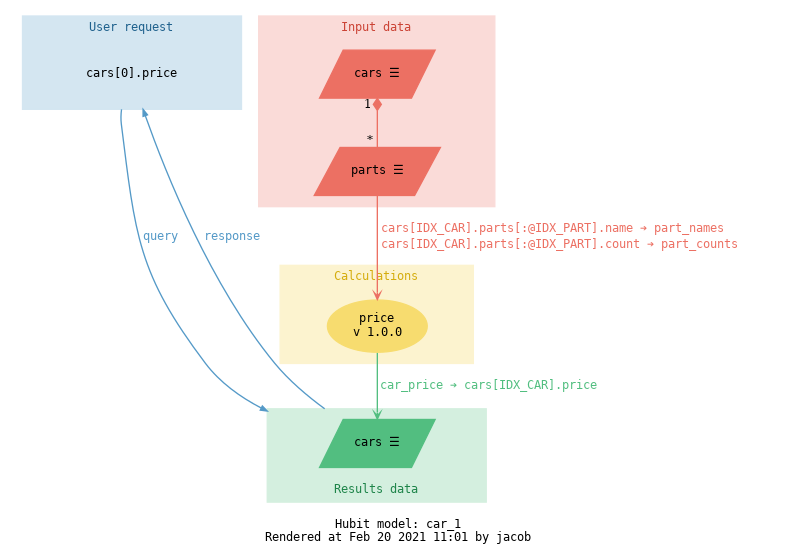 User request
cars[0].price
Input data
cars ☰
1
*
parts ☰
cars[IDX_CAR].parts[:@IDX_PART].name ➔ part_names
cars[IDX_CAR].parts[:@IDX_PART].count ➔ part_counts
query
response
Calculations
price
v 1.0.0
car_price ➔ cars[IDX_CAR].price
cars ☰
Results data
Hubit model: car_1
Rendered at Feb 20 2021 11:01 by jacob